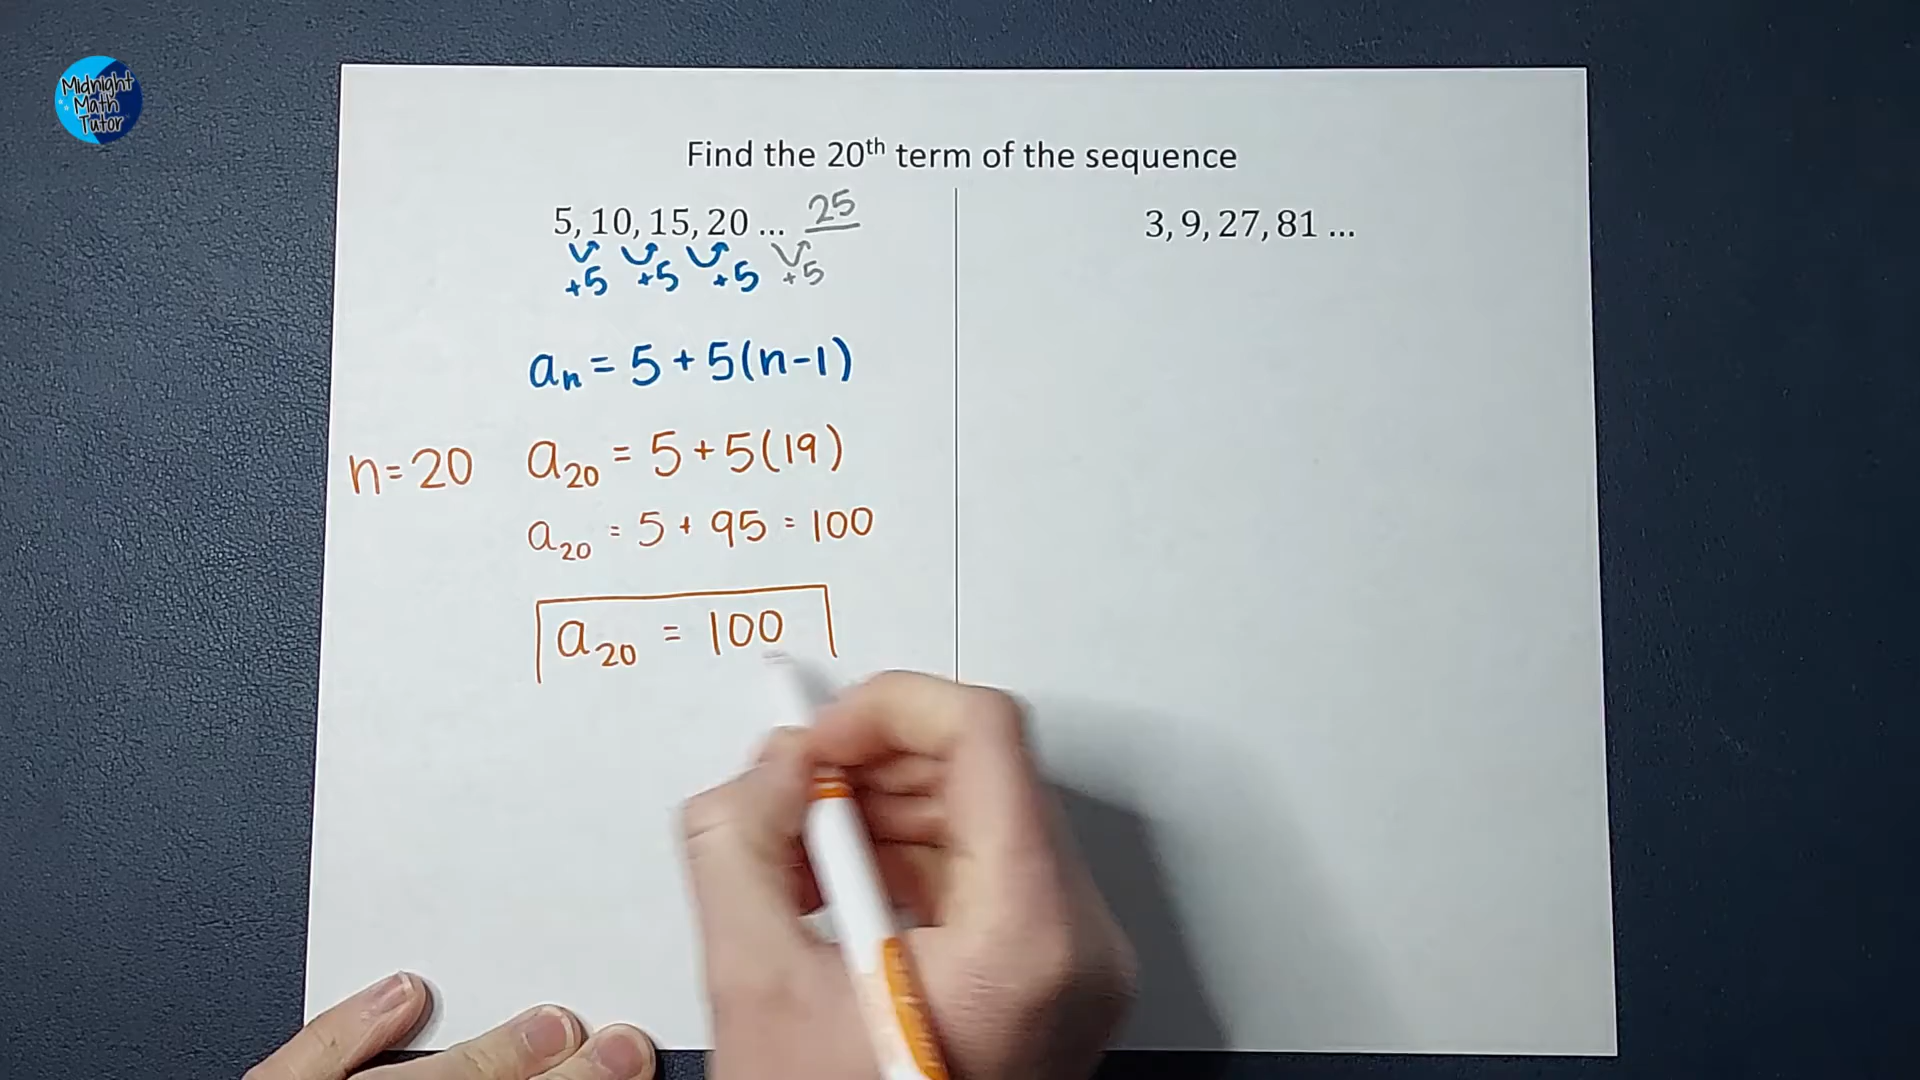 Midnight
Math
Tutor
Find the 20th term of the sequence
5, 10, 15, 20 ... 25
+5 +5 +5 +5
an = 5 + 5(n-1)
n=20 a20 = 5 + 5(19)
a20 = 5 + 95 = 100
a20 = 100
3, 9, 27, 81 ...